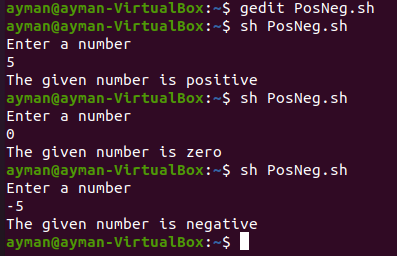 ayman@ayman-VirtualBox:~$ gedit PosNeg.sh
ayman@ayman-VirtualBox:~$ sh PosNeg.sh
Enter a number
5
The given number is positive
ayman@ayman-VirtualBox:~$ sh PosNeg.sh
Enter a number
0
The given number is zero
ayman@ayman-VirtualBox:~$ sh PosNeg.sh
Enter a number
-5
The given number is negative
ayman@ayman-VirtualBox:~$